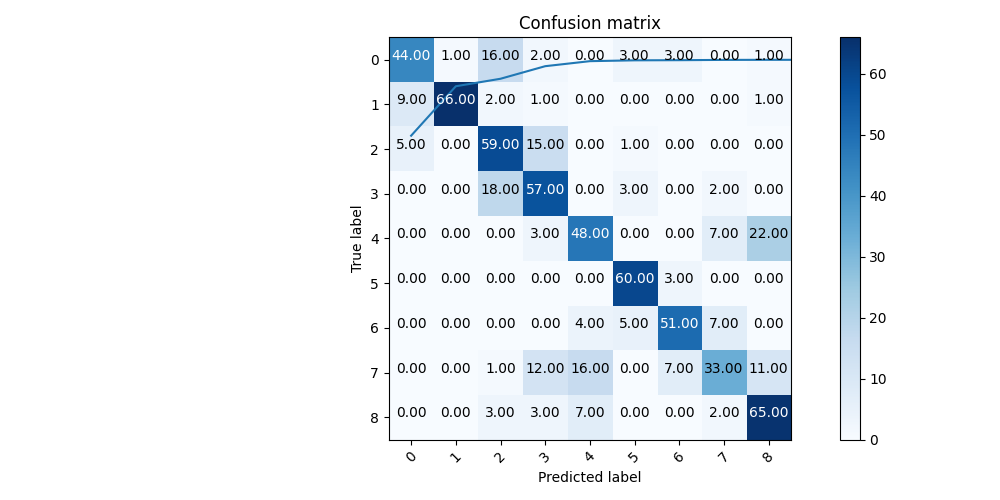 Confusion matrix
0 44.00 1.00 16.00 2.00 0.00 3.00 3.00 0.00 1.00
1 9.00 66.00 2.00 1.00 0.00 0.00 0.00 0.00 1.00
2 5.00 0.00 59.00 15.00 0.00 1.00 0.00 0.00 0.00
3 0.00 0.00 18.00 57.00 0.00 3.00 0.00 2.00 0.00
4 0.00 0.00 0.00 3.00 48.00 0.00 0.00 7.00 22.00
5 0.00 0.00 0.00 0.00 0.00 60.00 3.00 0.00 0.00
6 0.00 0.00 0.00 0.00 4.00 5.00 51.00 7.00 0.00
7 0.00 0.00 1.00 12.00 16.00 0.00 7.00 33.00 11.00
8 0.00 0.00 3.00 3.00 7.00 0.00 0.00 2.00 65.00
0 1 2 3 4 5 6 7 8
Predicted label
True label
60
50
40
30
20
10
0